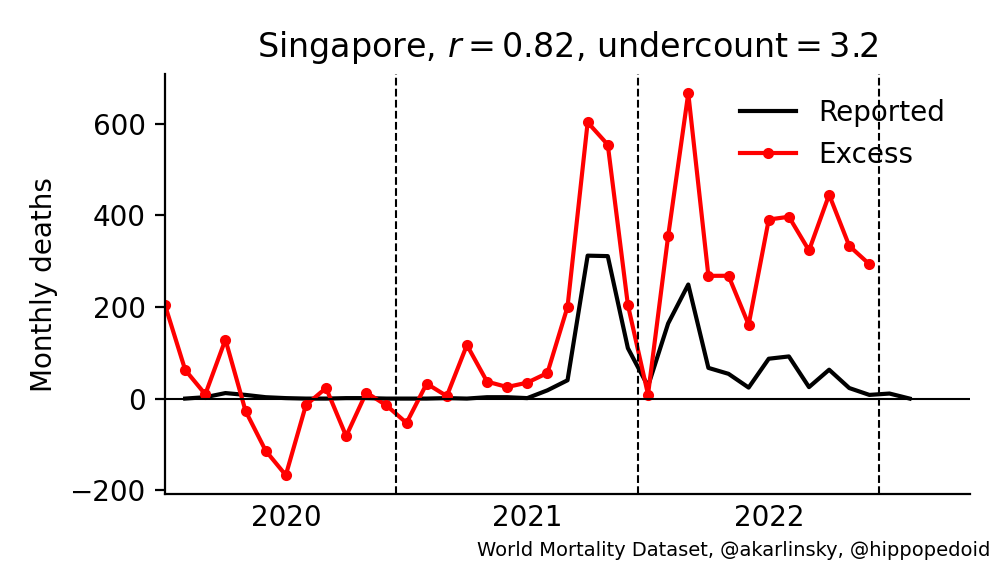 Singapore, r = 0.82, undercount = 3.2
Monthly deaths
600
400
200
0
−200
Reported
Excess
2020 2021 2022
World Mortality Dataset, @akarlinsky, @hippopedoid